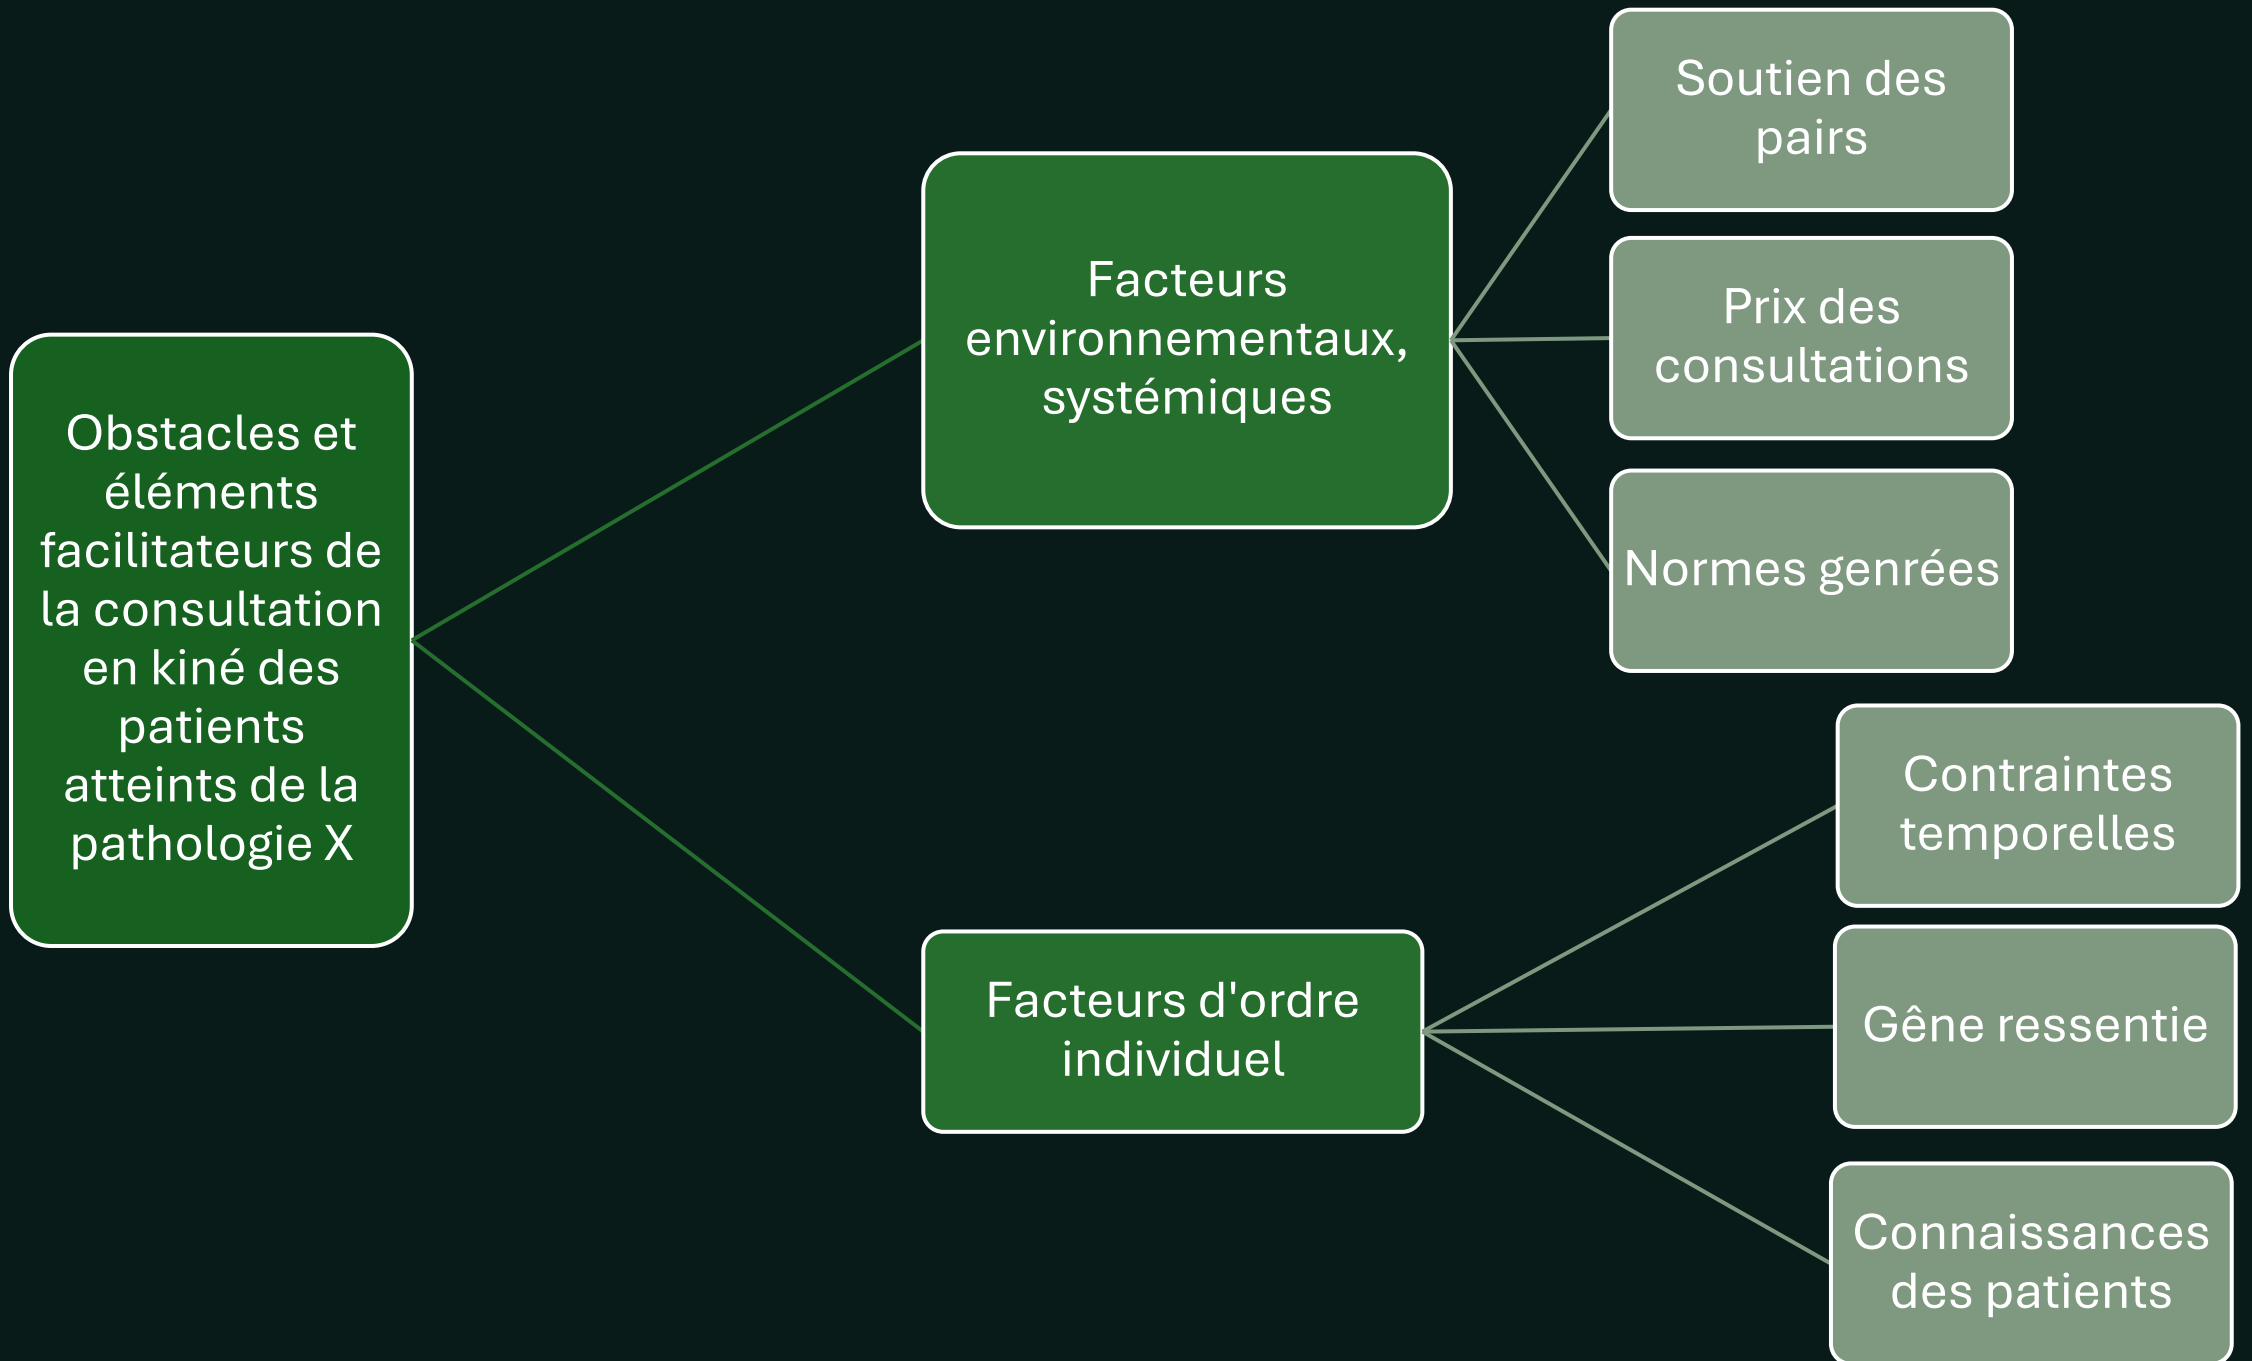 Obstacles et
éléments
facilitateurs de
la consultation
en kiné des
patients
atteints de la
pathologie X
Facteurs
environnementaux,
systémiques
Soutien des
pairs
Prix des
consultations
Normes genrées
Facteurs d'ordre
individuel
Contraintes
temporelles
Gêne ressentie
Connaissances
des patients